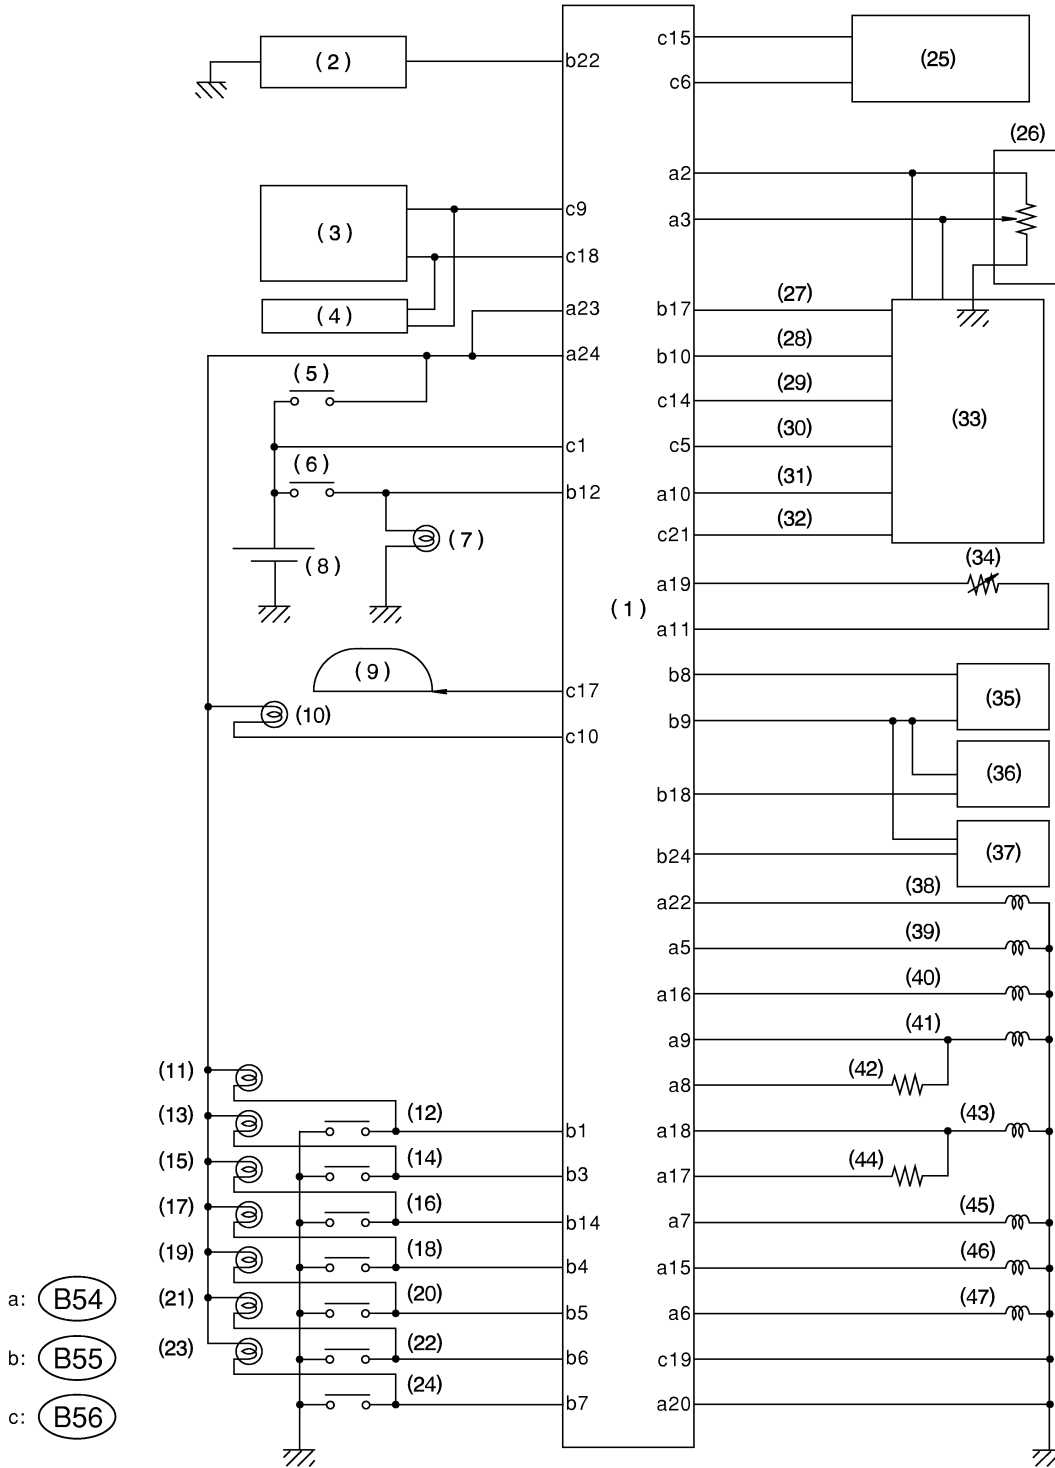 c15
(2)
b22
(25)
c6
(26)
a2
c9
a3
(3)
c18
(27)
(4)
a23
b17
(28)
a24
b10
(5)
(29)
c14
(33)
(30)
c1
c5
(6)
(31)
b12
a10
(32)
(7)
c21
(8)
(34)
a19
(1)
a11
(9)
b8
c17
(35)
(10)
b9
c10
(36)
b18
(37)
b24
(38)
a22
(39)
a5
(40)
a16
(41)
a9
(11)
(42)
a8
(13)
(12)
(43)
b1
a18
(15)
(14)
(44)
b3
a17
(17)
(16)
(45)
b14
a7
(19)
(18)
(46)
b4
a15
a: B54
(21)
(20)
(47)
b5
a6
b: B55
(23)
(22)
b6
c19
(24)
c: B56
b7
a20